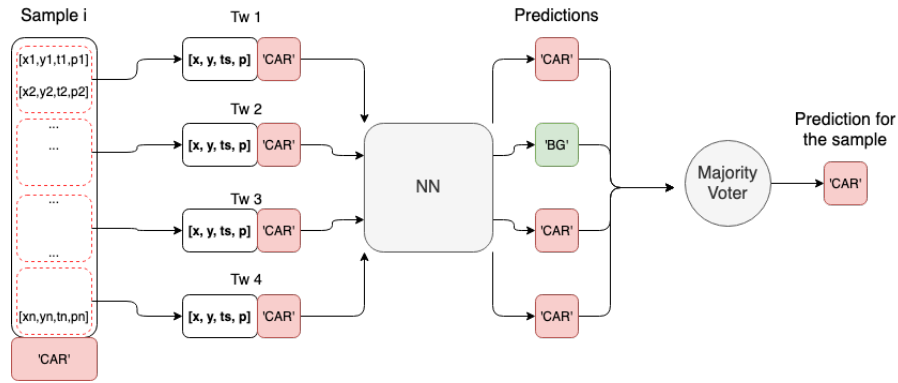 Sample i
[x1,y1,t1,p1]
[x2,y2,t2,p2]
...
...
...
...
[xn,yn,tn,pn]
'CAR'
Tw 1
[x, y, ts, p] 'CAR'
Tw 2
[x, y, ts, p] 'CAR'
Tw 3
[x, y, ts, p] 'CAR'
Tw 4
[x, y, ts, p] 'CAR'
NN
Predictions
'CAR'
'BG'
'CAR'
'CAR'
Majority
Voter
Prediction for
the sample
'CAR'